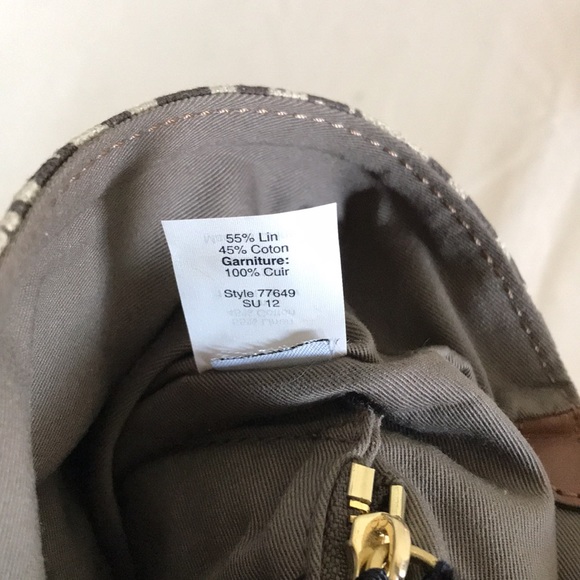 55% Lin
45% Coton
Garniture:
100% Cuir
Style 77649
SU 12